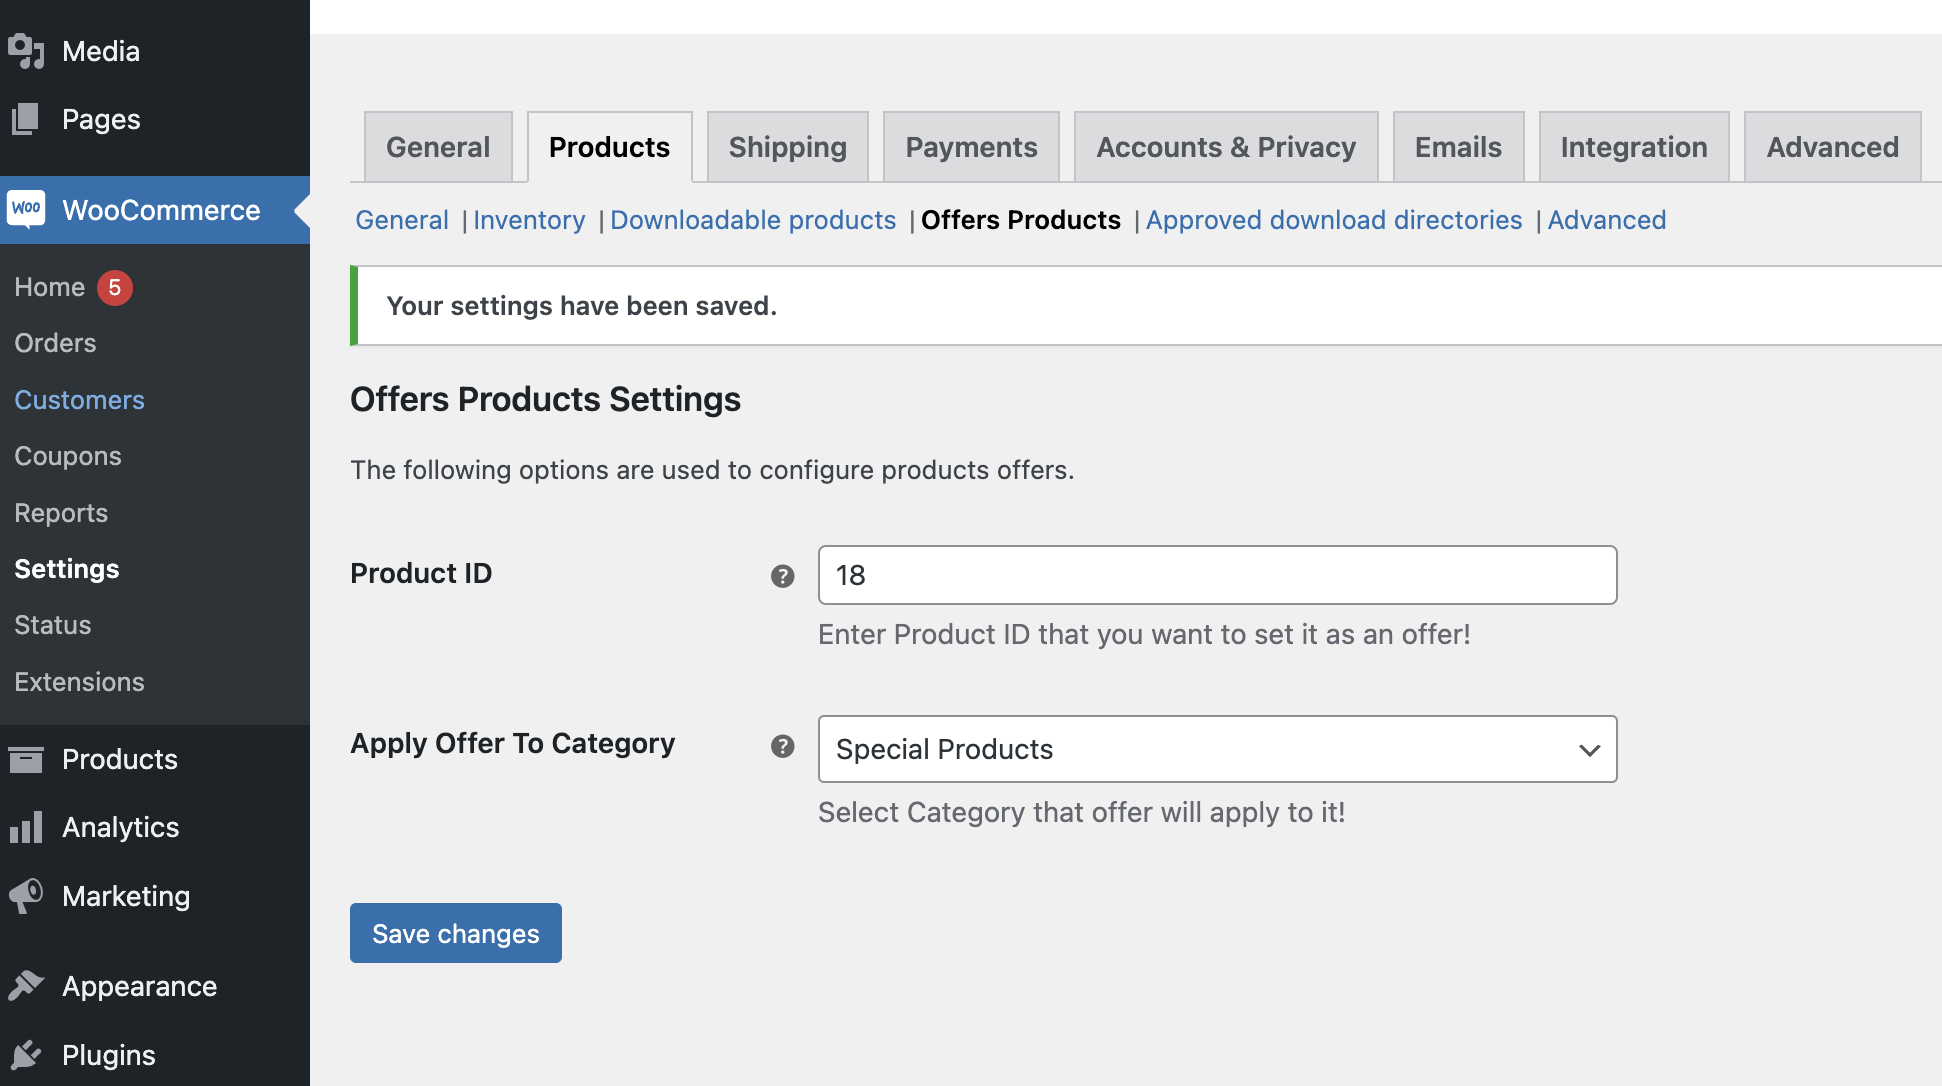 Media
Pages
Woo WooCommerce
Home 5
Orders
Customers
Coupons
Reports
Settings
Status
Extensions
Products
Analytics
Marketing
Appearance
Plugins
General Products Shipping Payments Accounts & Privacy Emails Integration Advanced
General | Inventory | Downloadable products | Offers Products | Approved download directories | Advanced
Your settings have been saved.
Offers Products Settings
The following options are used to configure products offers.
Product ID ? 18
Enter Product ID that you want to set it as an offer!
Apply Offer To Category ? Special Products
Select Category that offer will apply to it!
Save changes